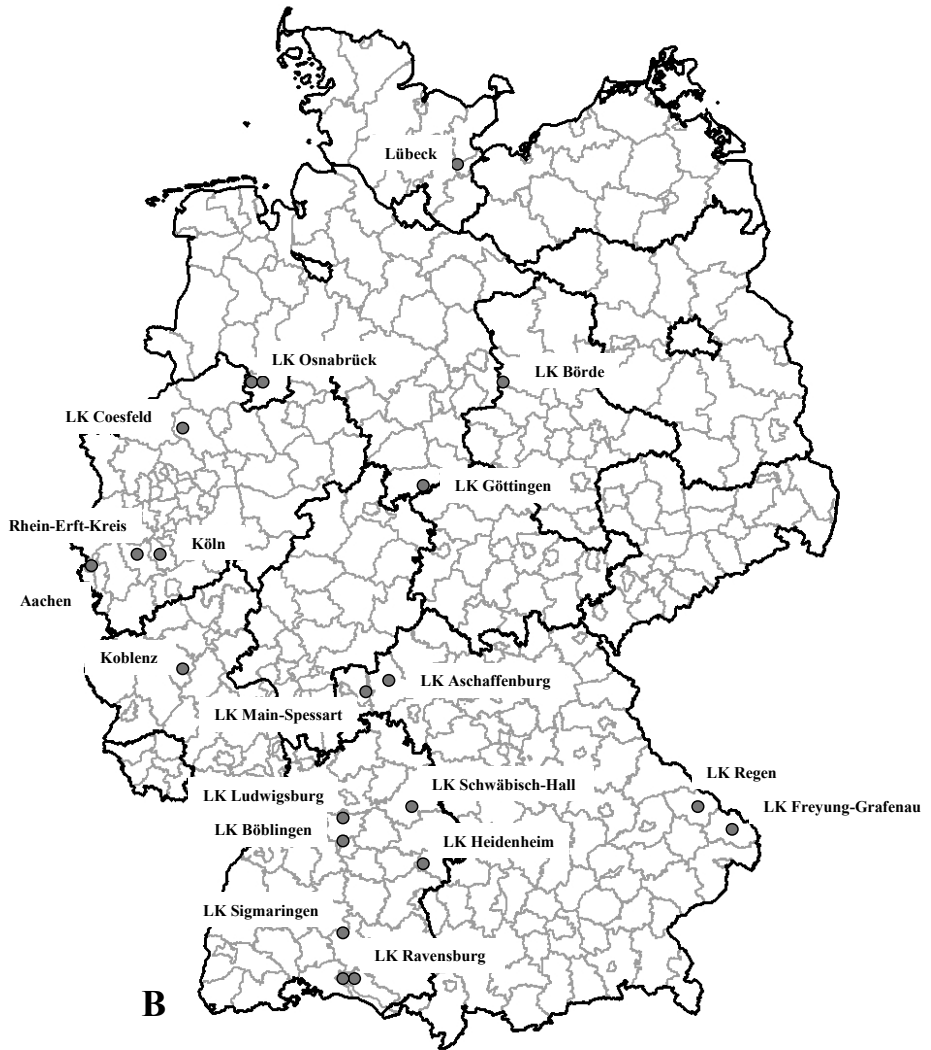 Lübeck
LK Osnabrück
LK Börde
LK Coesfeld
LK Göttingen
Rhein-Erft-Kreis
Köln
Aachen
Koblenz
LK Aschaffenburg
LK Main-Spessart
LK Regen
LK Schwäbisch-Hall
LK Ludwigsburg
LK Freyung-Grafenau
LK Böblingen
LK Heidenheim
LK Sigmaringen
LK Ravensburg
B